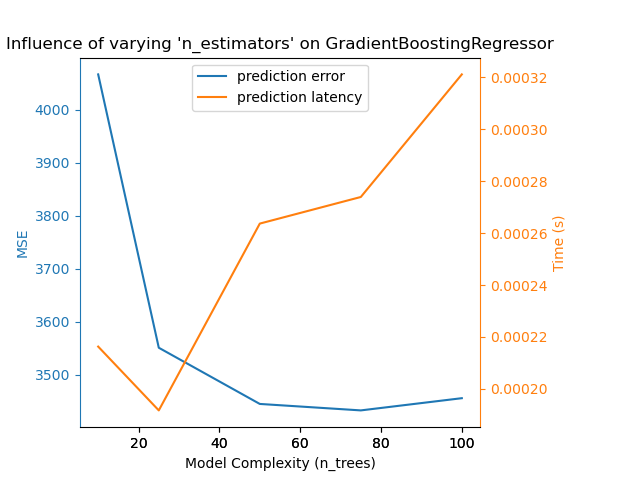 Influence of varying 'n_estimators' on GradientBoostingRegressor
prediction error
prediction latency
4000
3900
3800
3700
3600
3500
MSE
0.00032
0.00030
0.00028
0.00026
0.00024
0.00022
0.00020
Time (s)
20 40 60 80 100
Model Complexity (n_trees)